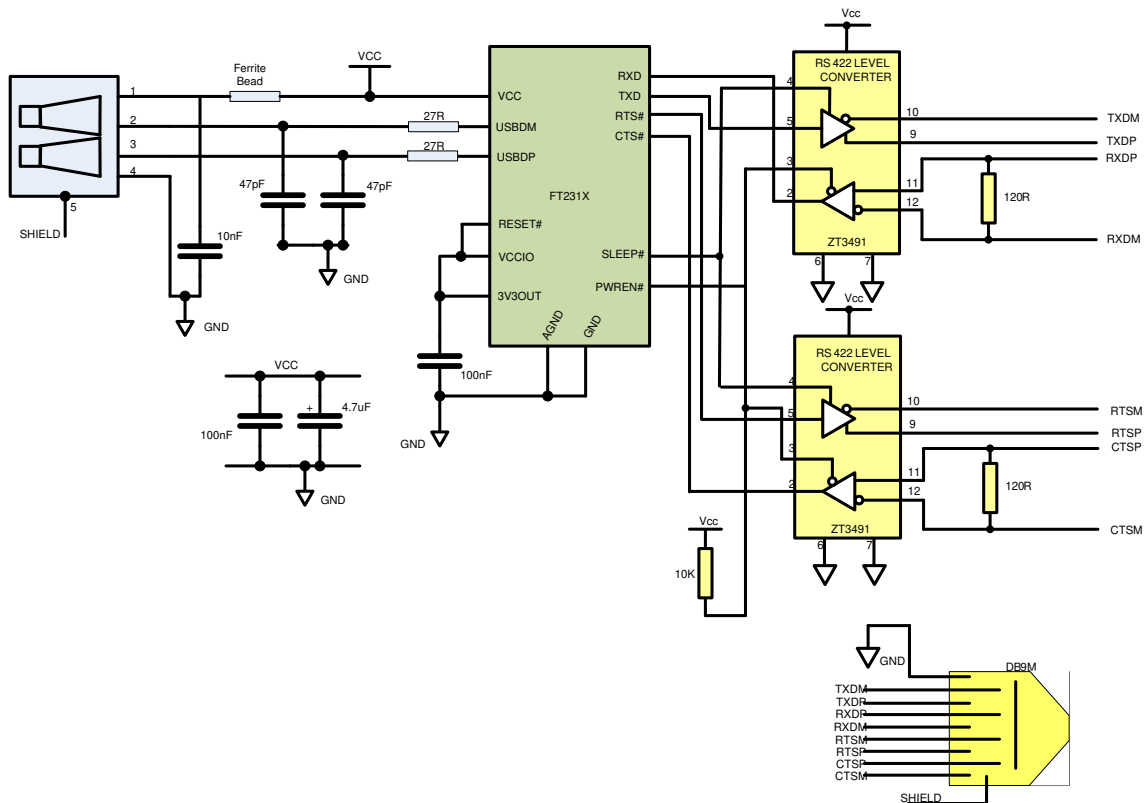 Ferrite
Bead
VCC
1
2
3
4
5
SHIELD
27R
27R
47pF
47pF
10nF
GND
GND
VCC
USBDM
USBDP
FT231X
RESET#
VCCIO
3V3OUT
AGND
GND
RXD
TXD
RTS#
CTS#
SLEEP#
PWREN#
100nF
GND
VCC
100nF
+
4.7uF
GND
Vcc
RS 422 LEVEL
CONVERTER
4
5
3
2
10
9
11
12
6
7
ZT3491
120R
TXDM
TXDP
RXDP
RXDM
Vcc
RS 422 LEVEL
CONVERTER
4
5
3
2
10
9
11
12
6
7
ZT3491
120R
RTSM
RTSP
CTSP
CTSM
Vcc
10K
GND
DB9M
TXDM
TXDP
RXDP
RXDM
RTSM
RTSP
CTSP
CTSM
SHIELD